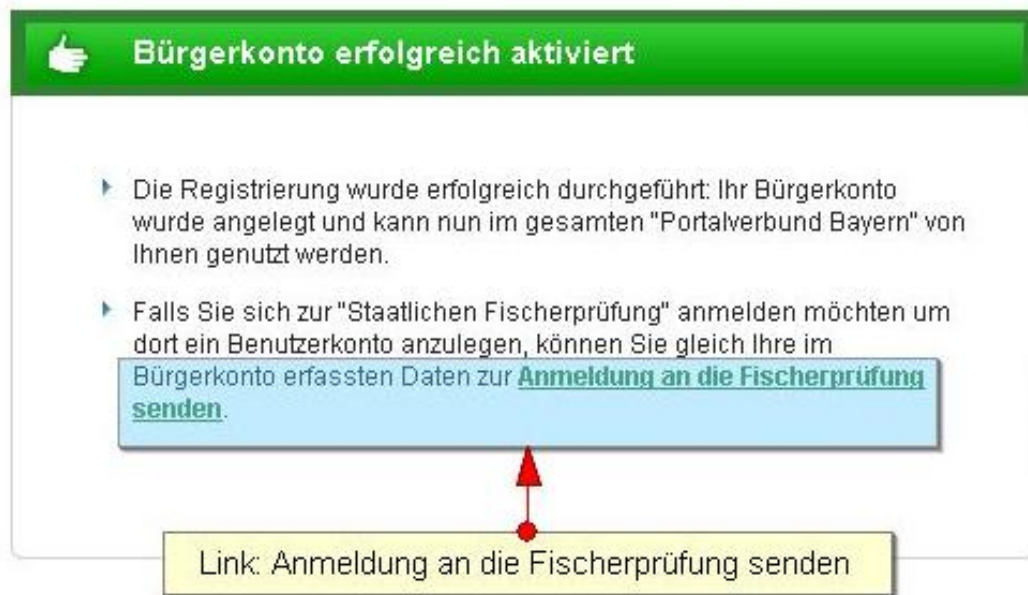 Bürgerkonto erfolgreich aktiviert
Die Registrierung wurde erfolgreich durchgeführt: Ihr Bürgerkonto
wurde angelegt und kann nun im gesamten "Portalverbund Bayern" von
Ihnen genutzt werden.
Falls Sie sich zur "Staatlichen Fischerprüfung" anmelden möchten um
dort ein Benutzerkonto anzulegen, können Sie gleich Ihre im
Bürgerkonto erfassten Daten zur Anmeldung an die Fischerprüfung
senden.
Link: Anmeldung an die Fischerprüfung senden